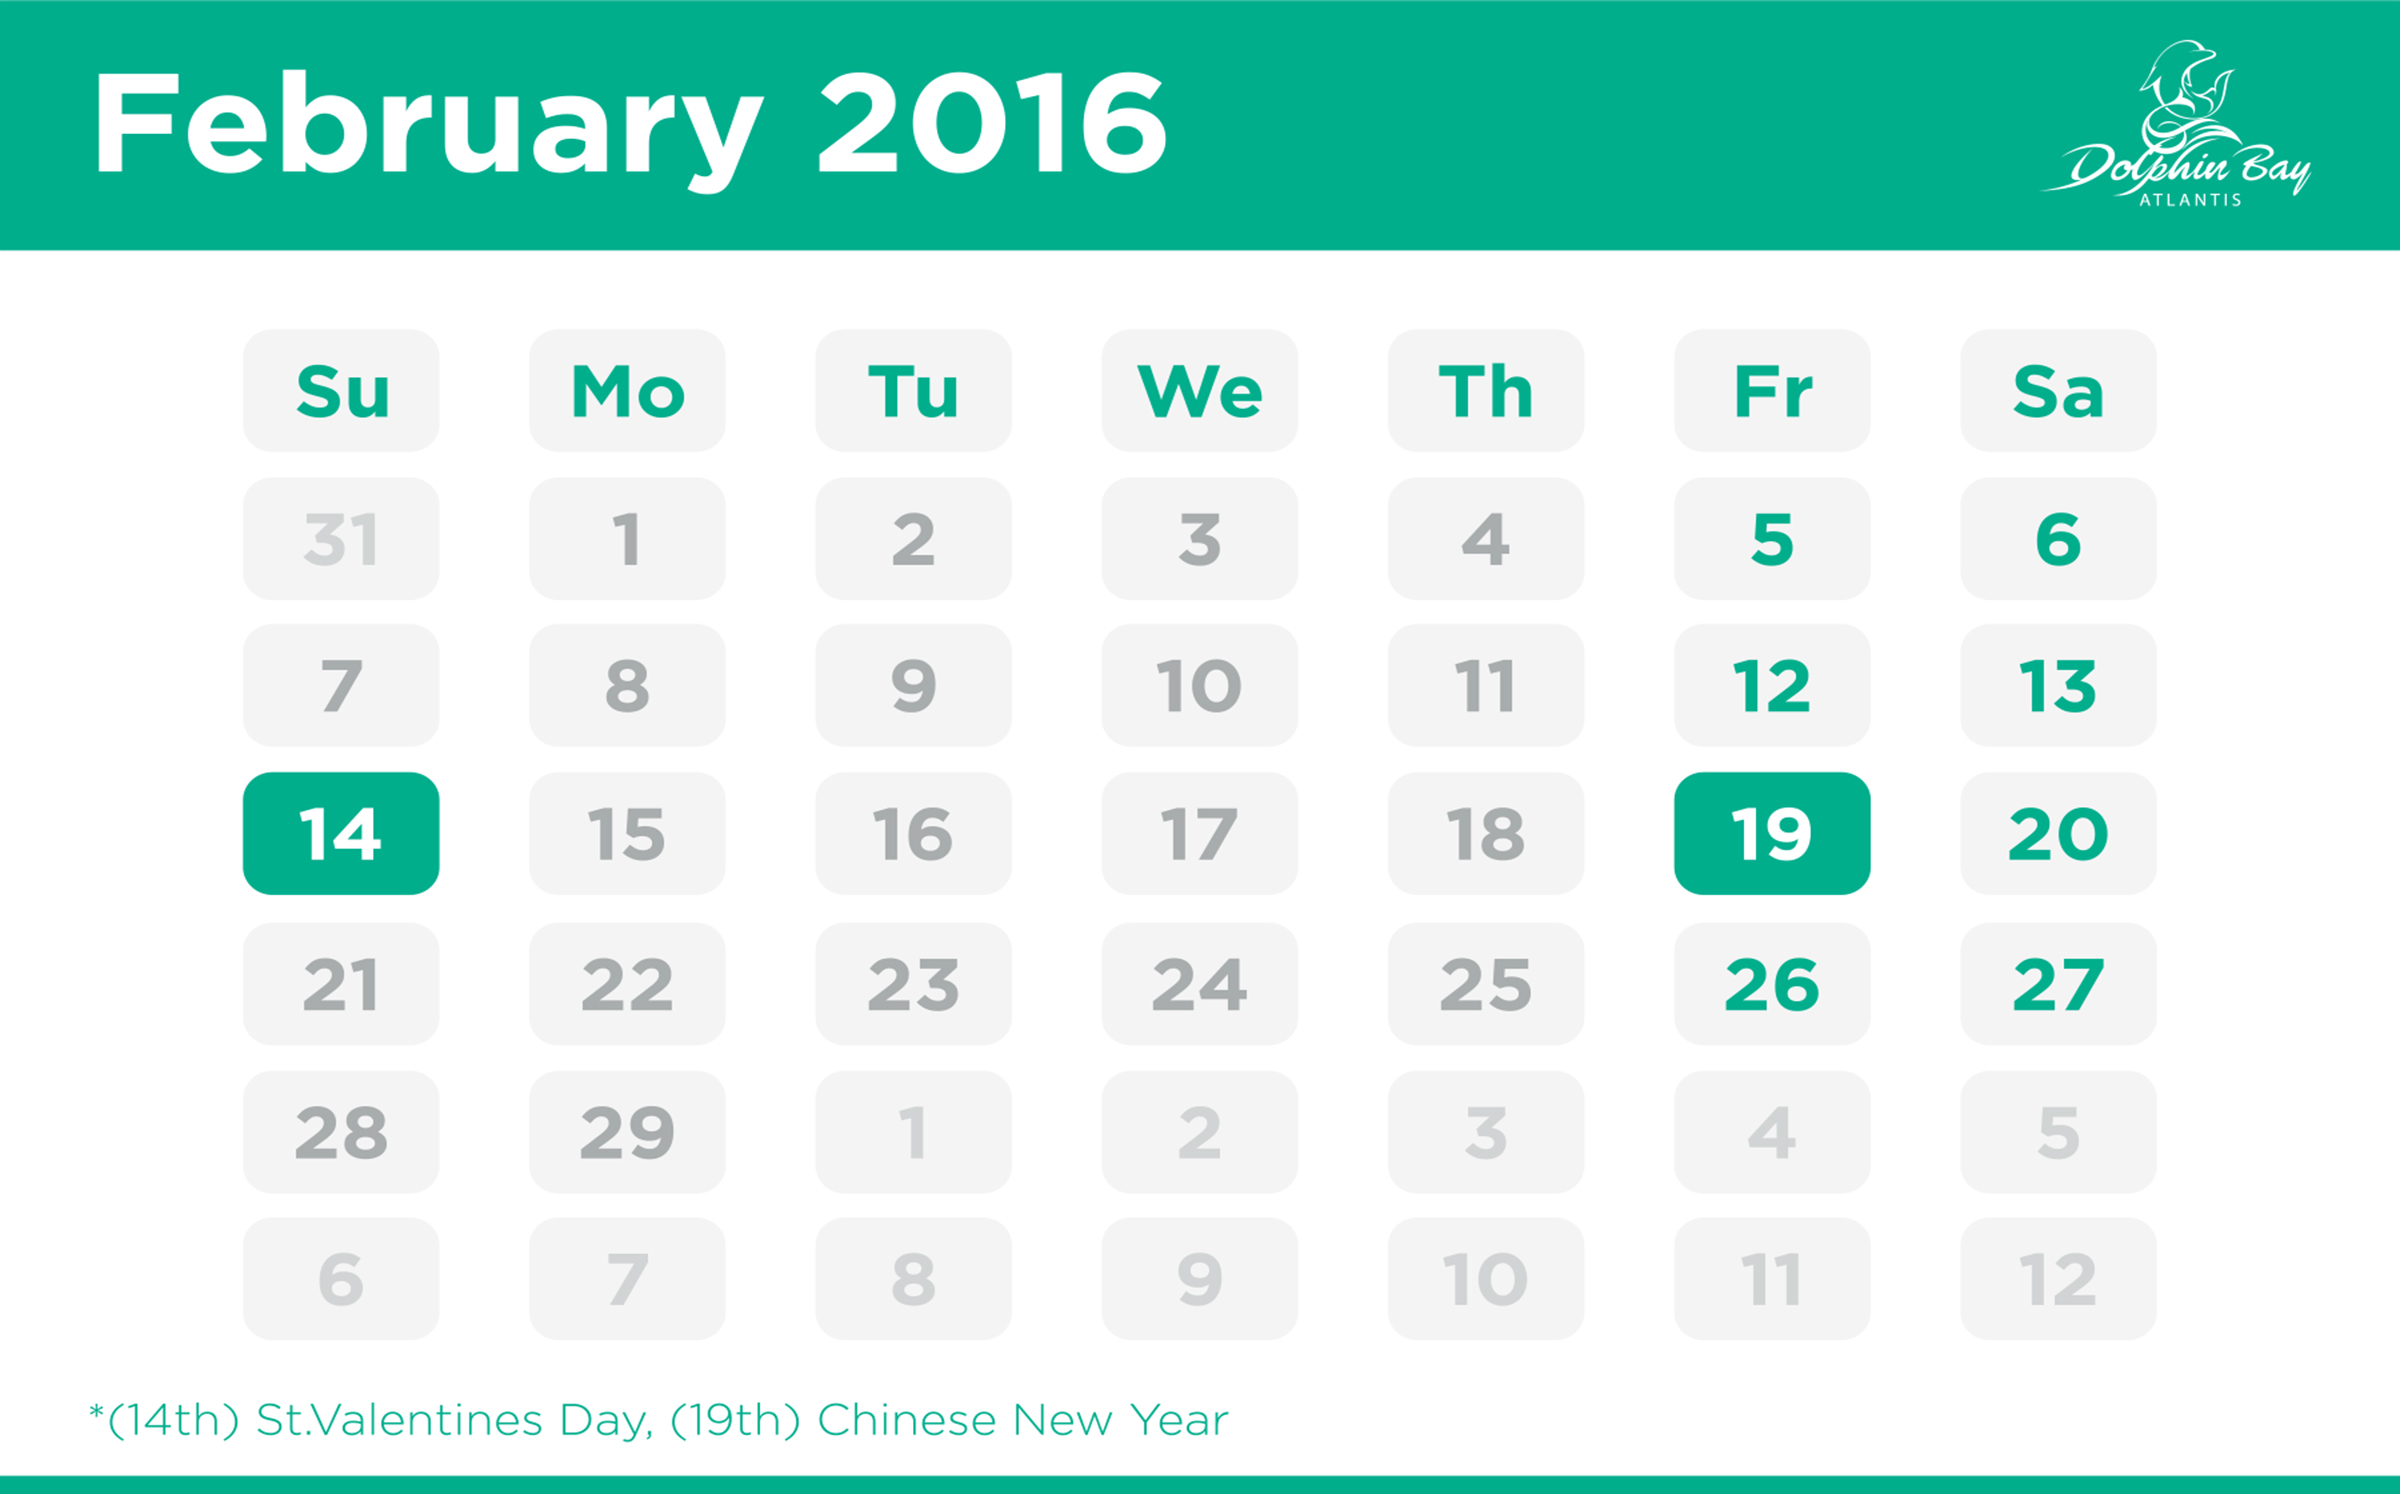 February 2016
Dolphin Bay
ATLANTIS
Su Mo Tu We Th Fr Sa
31 1 2 3 4 5 6
7 8 9 10 11 12 13
14 15 16 17 18 19 20
21 22 23 24 25 26 27
28 29 1 2 3 4 5
6 7 8 9 10 11 12
*(14th) St.Valentines Day, (19th) Chinese New Year